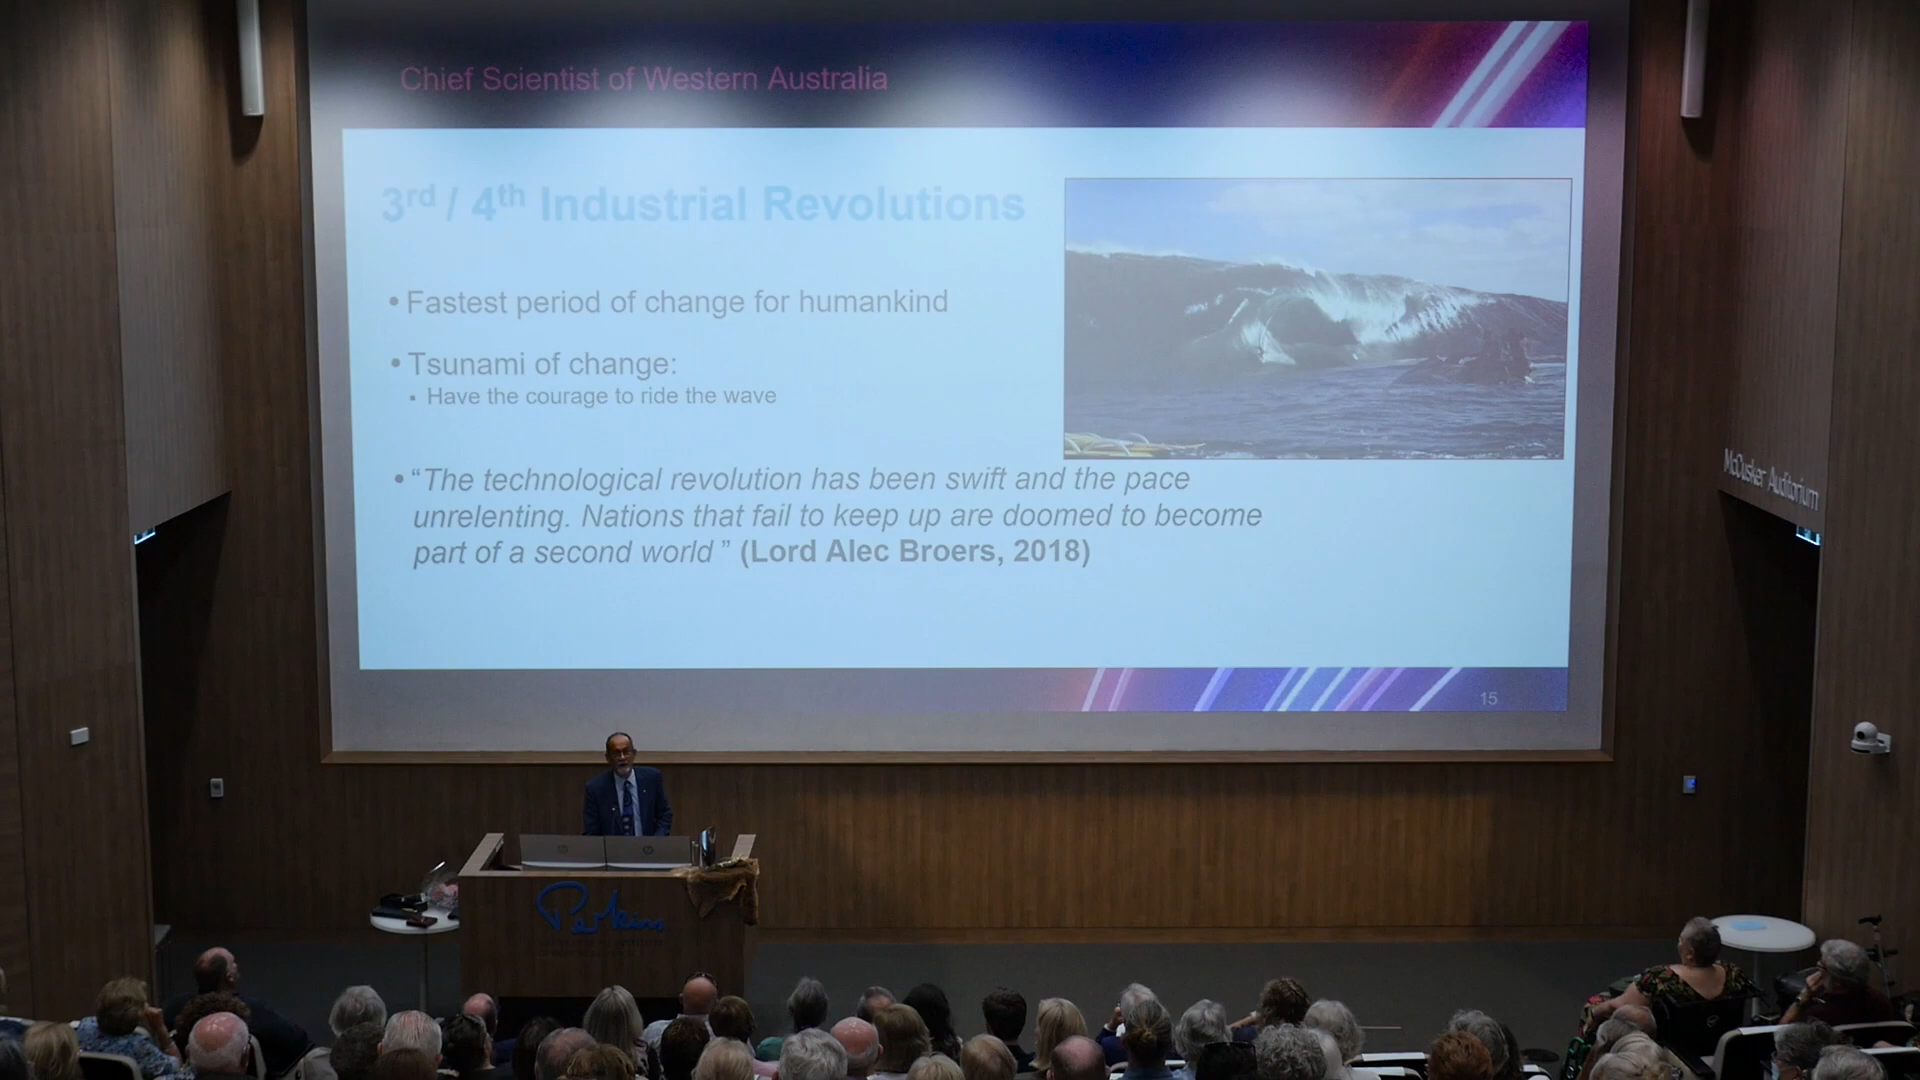 Chief Scientist of Western Australia
3rd / 4th Industrial Revolutions
• Fastest period of change for humankind
• Tsunami of change:
▪ Have the courage to ride the wave
• “The technological revolution has been swift and the pace
unrelenting. Nations that fail to keep up are doomed to become
part of a second world ” (Lord Alec Broers, 2018)
15
McCusker Auditorium
Perkins